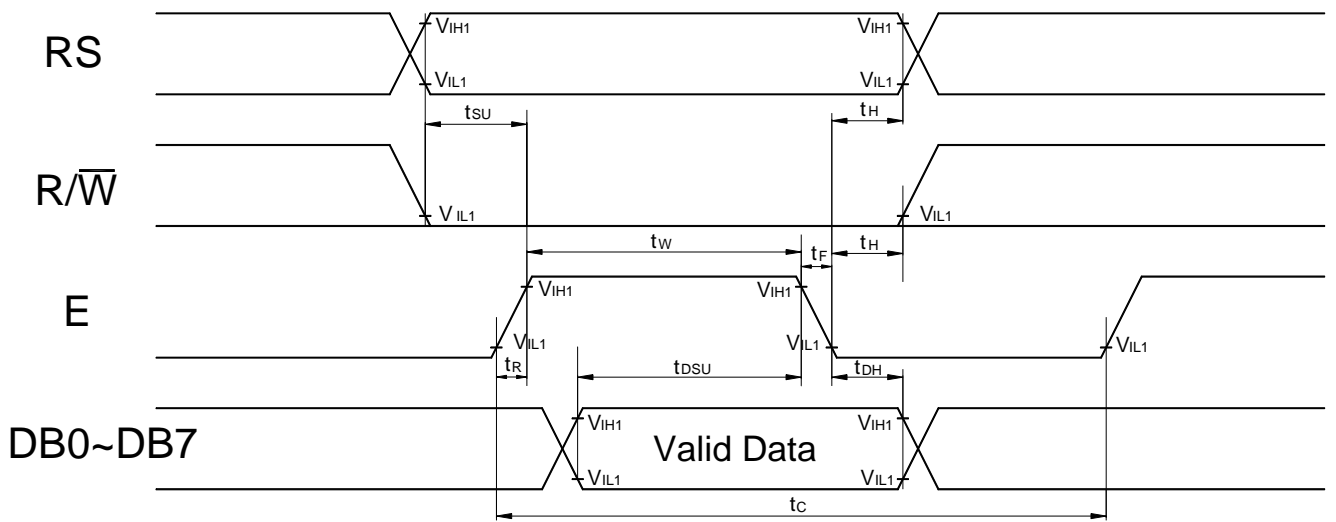 VIH1 VIH1
RS
VIL1 VIL1
tSU tH
R/W̅
VIL1 VIL1
tW tF tH
VIH1 VIH1
E
VIL1 VIL1 VIL1
tR tDSU tDH
VIH1 VIH1
DB0~DB7 Valid Data
VIL1 VIL1
tC